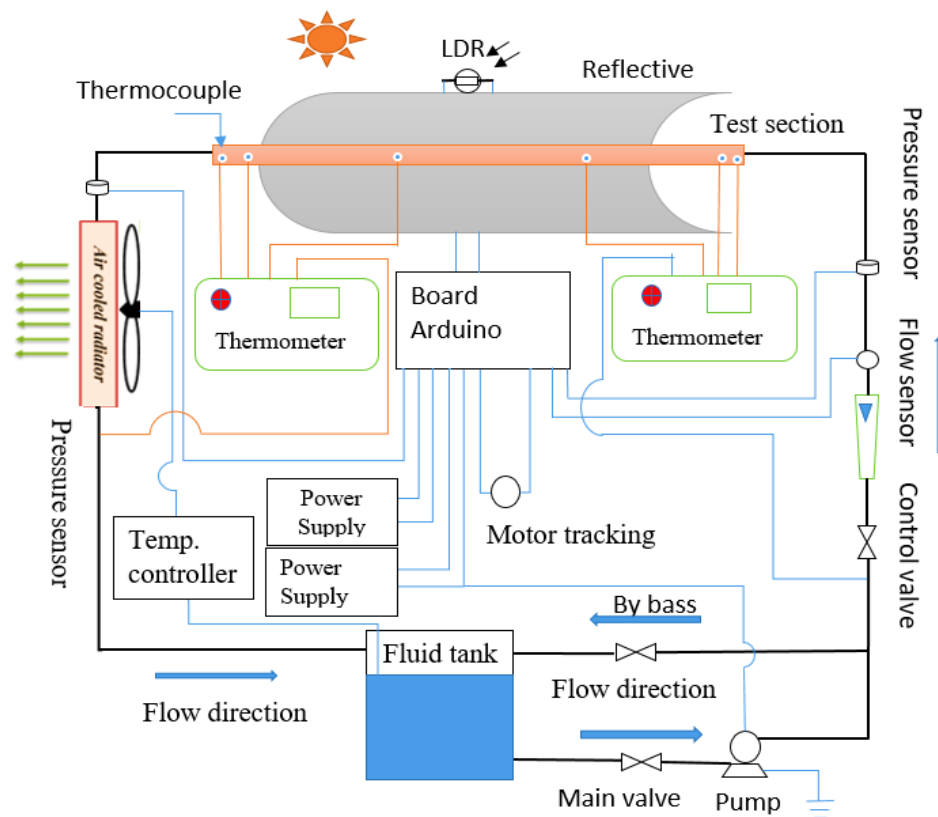 LDR
Reflective
Thermocouple
Test section
Pressure sensor
Air cooled radiator
Board
Arduino
Thermometer
Thermometer
Flow sensor
Pressure sensor
Power
Supply
Motor tracking
Control valve
Temp.
controller
Power
Supply
By bass
Fluid tank
Flow direction
Flow direction
Main valve
Pump